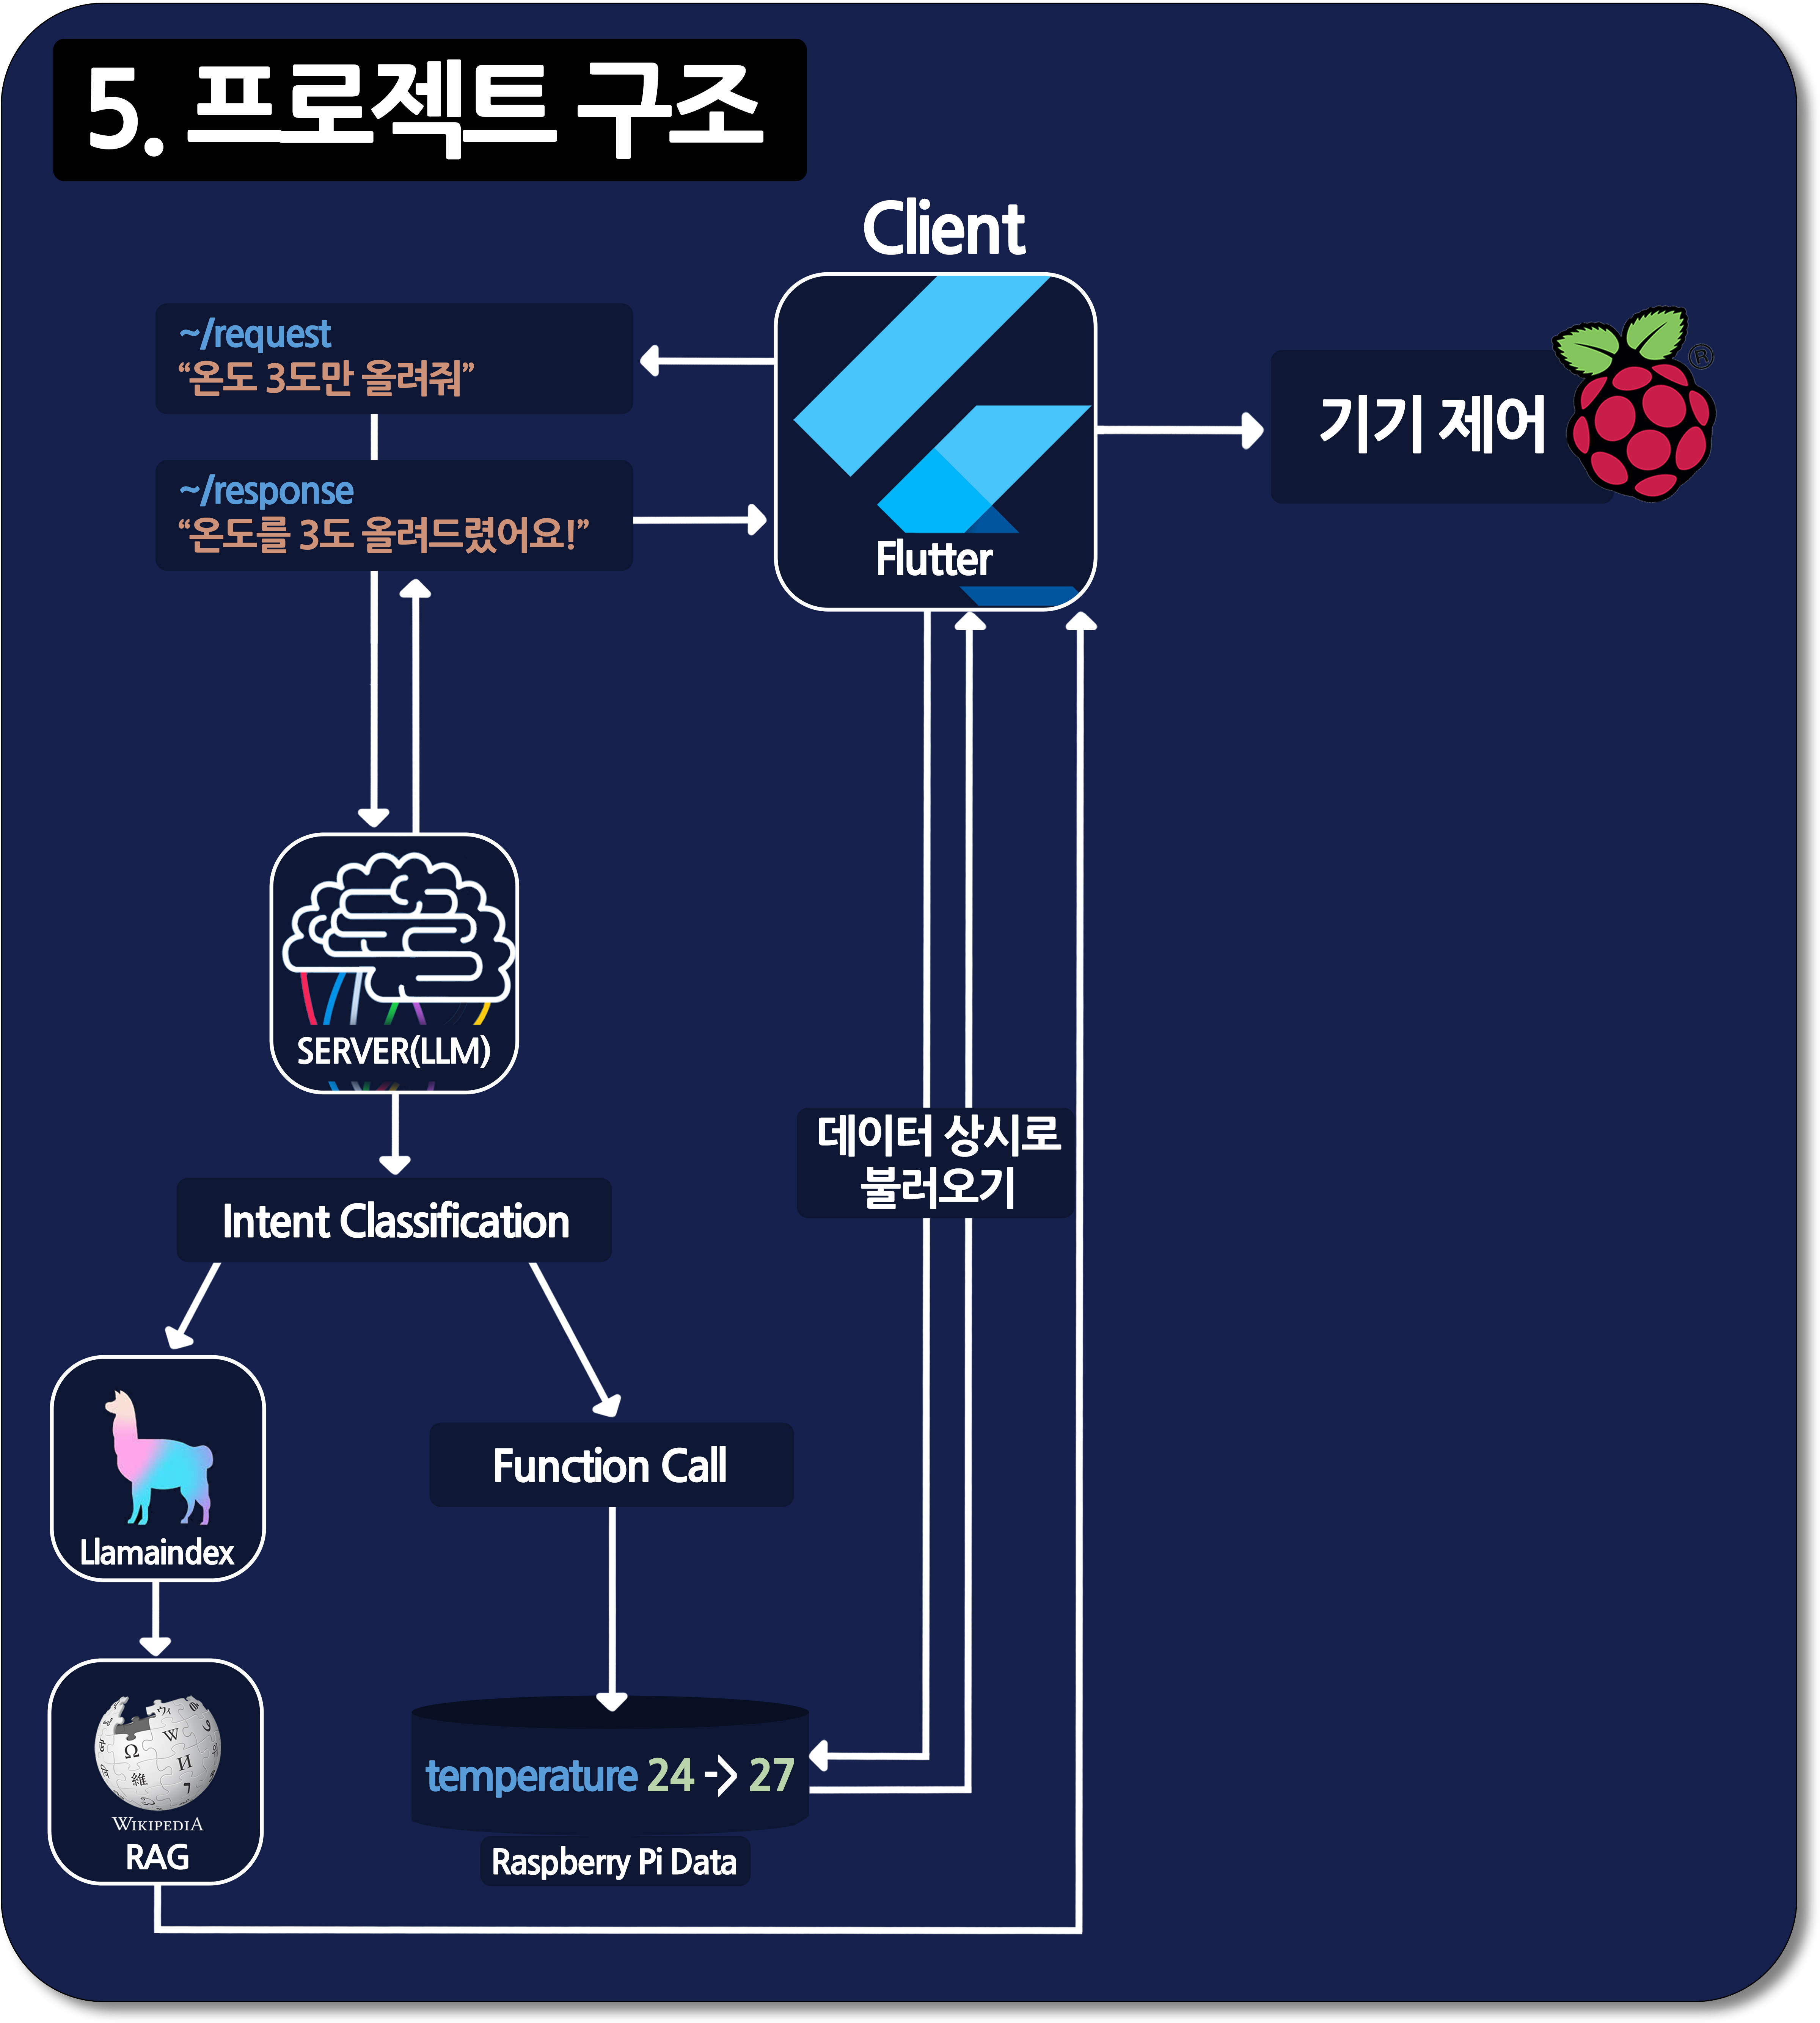 5. 프로젝트 구조
Client
~/request
“온도 3도만 올려줘”
~/response
“온도를 3도 올려드렸어요!”
Flutter
기기 제어
®
SERVER(LLM)
데이터 상시로
불러오기
Intent Classification
Llamaindex
Function Call
Ω W И 維 7
WIKIPEDIA
RAG
temperature 24 -> 27
Raspberry Pi Data